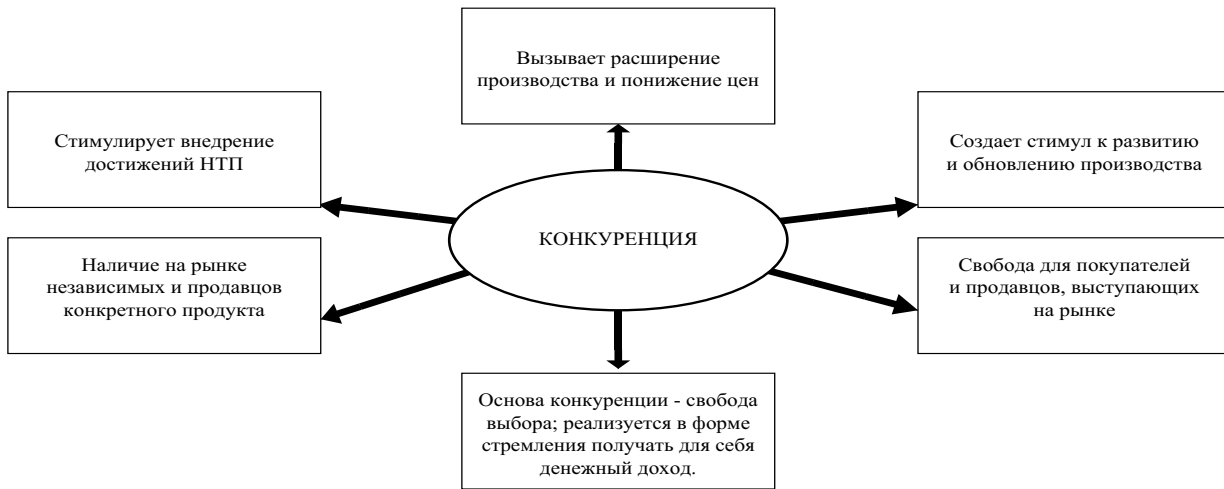 Вызывает расширение
производства и понижение цен
Стимулирует внедрение
достижений НТП
Создает стимул к развитию
и обновлению производства
КОНКУРЕНЦИЯ
Наличие на рынке
независимых и продавцов
конкретного продукта
Свобода для покупателей
и продавцов, выступающих
на рынке
Основа конкуренции - свобода
выбора; реализуется в форме
стремления получать для себя
денежный доход.